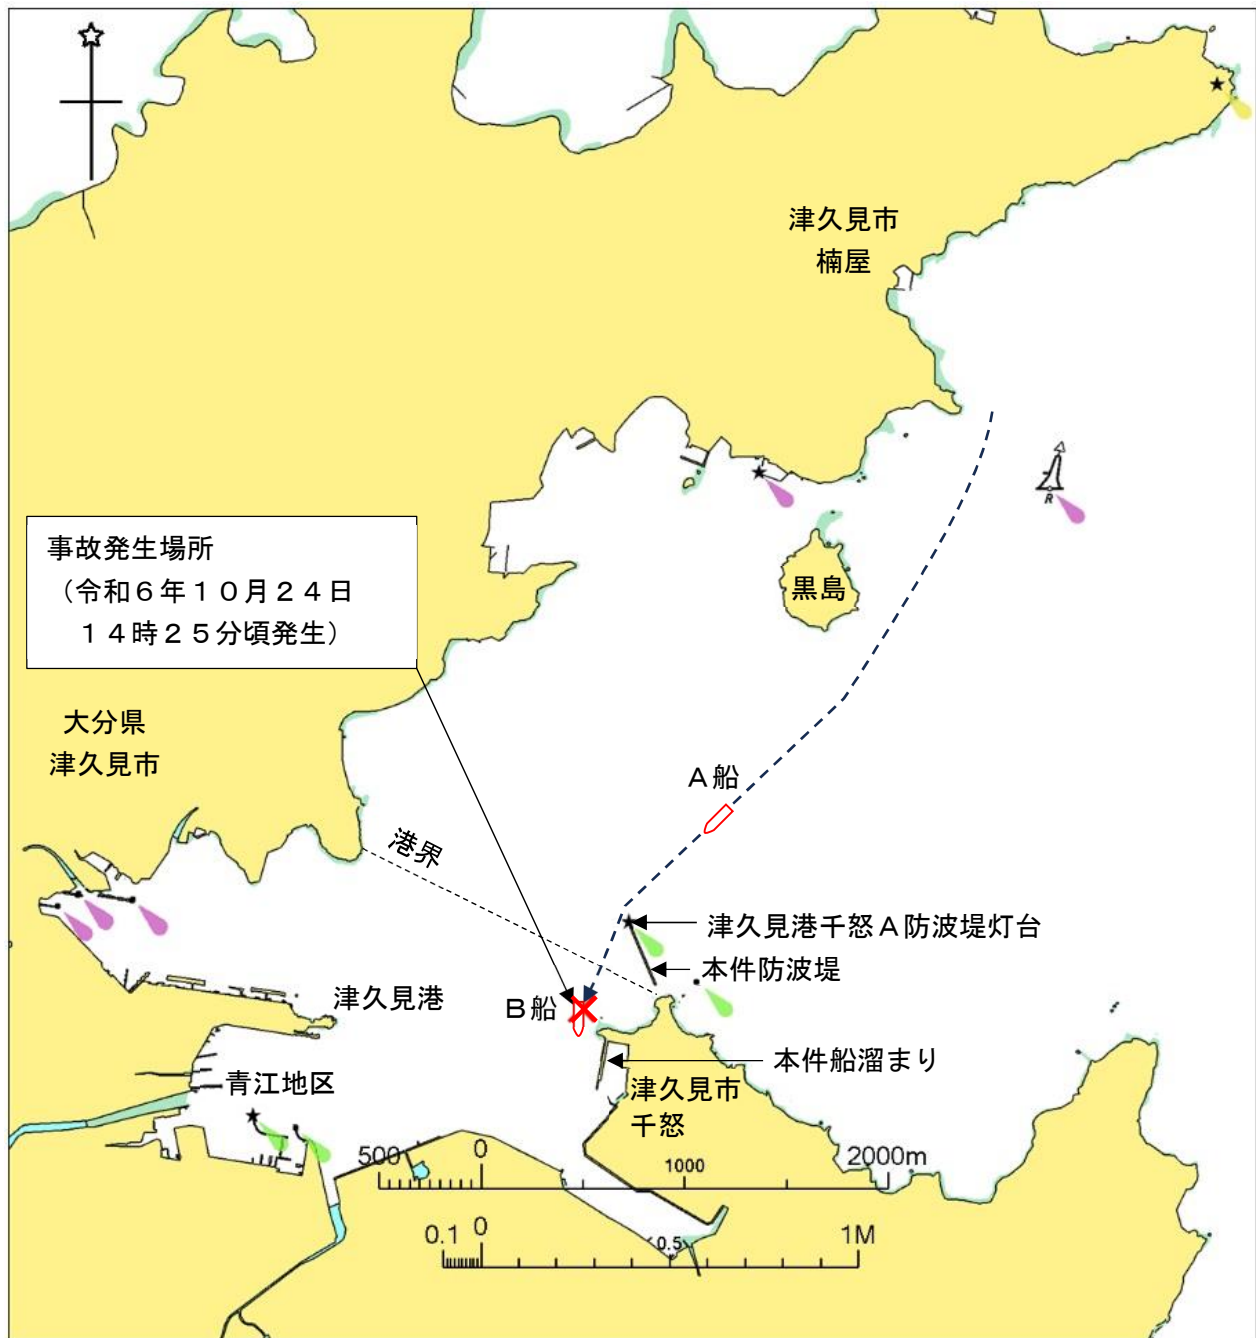 津久見市
楠屋
R
事故発生場所
(令和6年10月24日
14時25分頃発生)
黒島
大分県
津久見市
A船
港界
津久見港千怒A防波堤灯台
本件防波堤
津久見港
B船
本件船溜まり
青江地区
津久見市
千怒
500 0 1000 2000m
0.1 0 0.5 1M